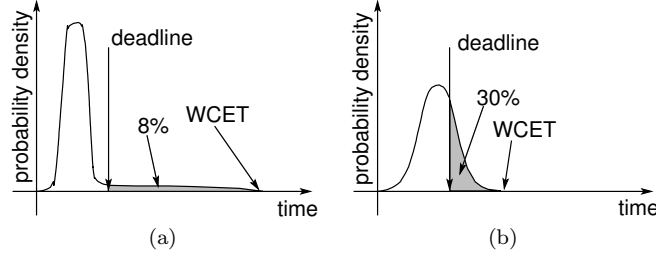 probability density
deadline
8%
WCET
time
(a)
probability density
deadline
30%
WCET
time
(b)